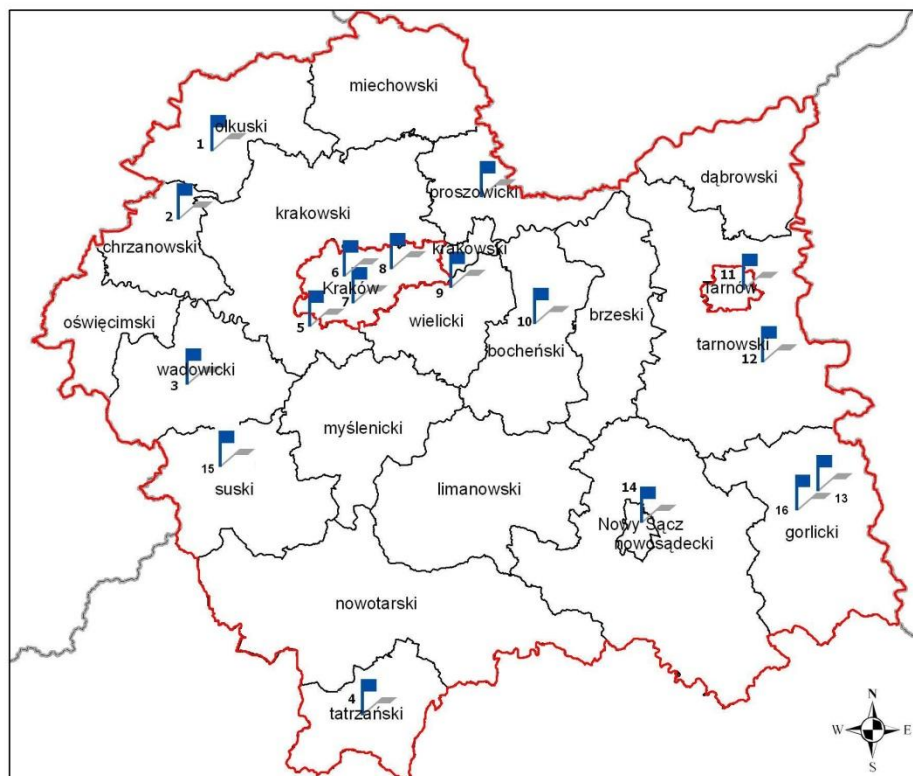 miechowski
olkuski
1
dąbrowski
proszowicki
2
krakowski
chrzanowski
krakowski
6
8
11
Kraków
Tarnów
7
9
oświęcimski
5
wielicki
10
brzeski
bocheński
tarnowski
12
wadowicki
3
myślenicki
15
suski
limanowski
14
16
13
Nowy Sącz
gorlicki
nowosądecki
nowotarski
4
tatrzański
N
W
E
S